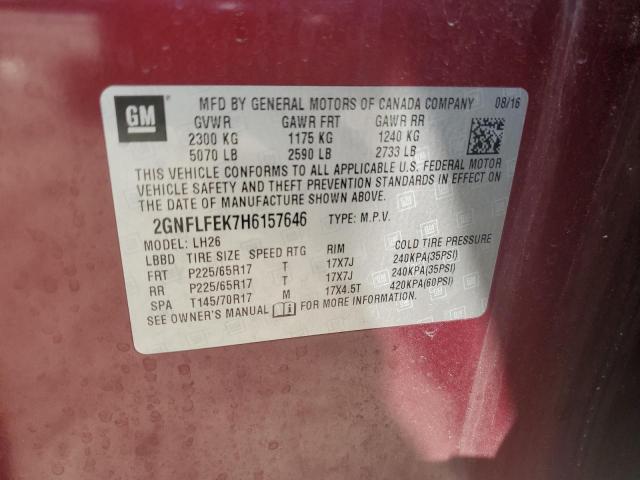 GM
MFD BY GENERAL MOTORS OF CANADA COMPANY 08/16
GVWR GAWR FRT GAWR RR
2300 KG 1175 KG 1240 KG
5070 LB 2590 LB 2733 LB
THIS VEHICLE CONFORMS TO ALL APPLICABLE U.S. FEDERAL MOTOR
VEHICLE SAFETY AND THEFT PREVENTION STANDARDS IN EFFECT ON
THE DATE OF MANUFACTURE SHOWN ABOVE.
2GNFLFEK7H6157646 TYPE: M.P.V.
MODEL: LH26
LBBD TIRE SIZE SPEED RTG RIM COLD TIRE PRESSURE
FRT P225/65R17 T 17X7J 240KPA(35PSI)
RR P225/65R17 T 17X7J 240KPA(35PSI)
SPA T145/70R17 M 17X4.5T 420KPA(60PSI)
SEE OWNER'S MANUAL FOR MORE INFORMATION.